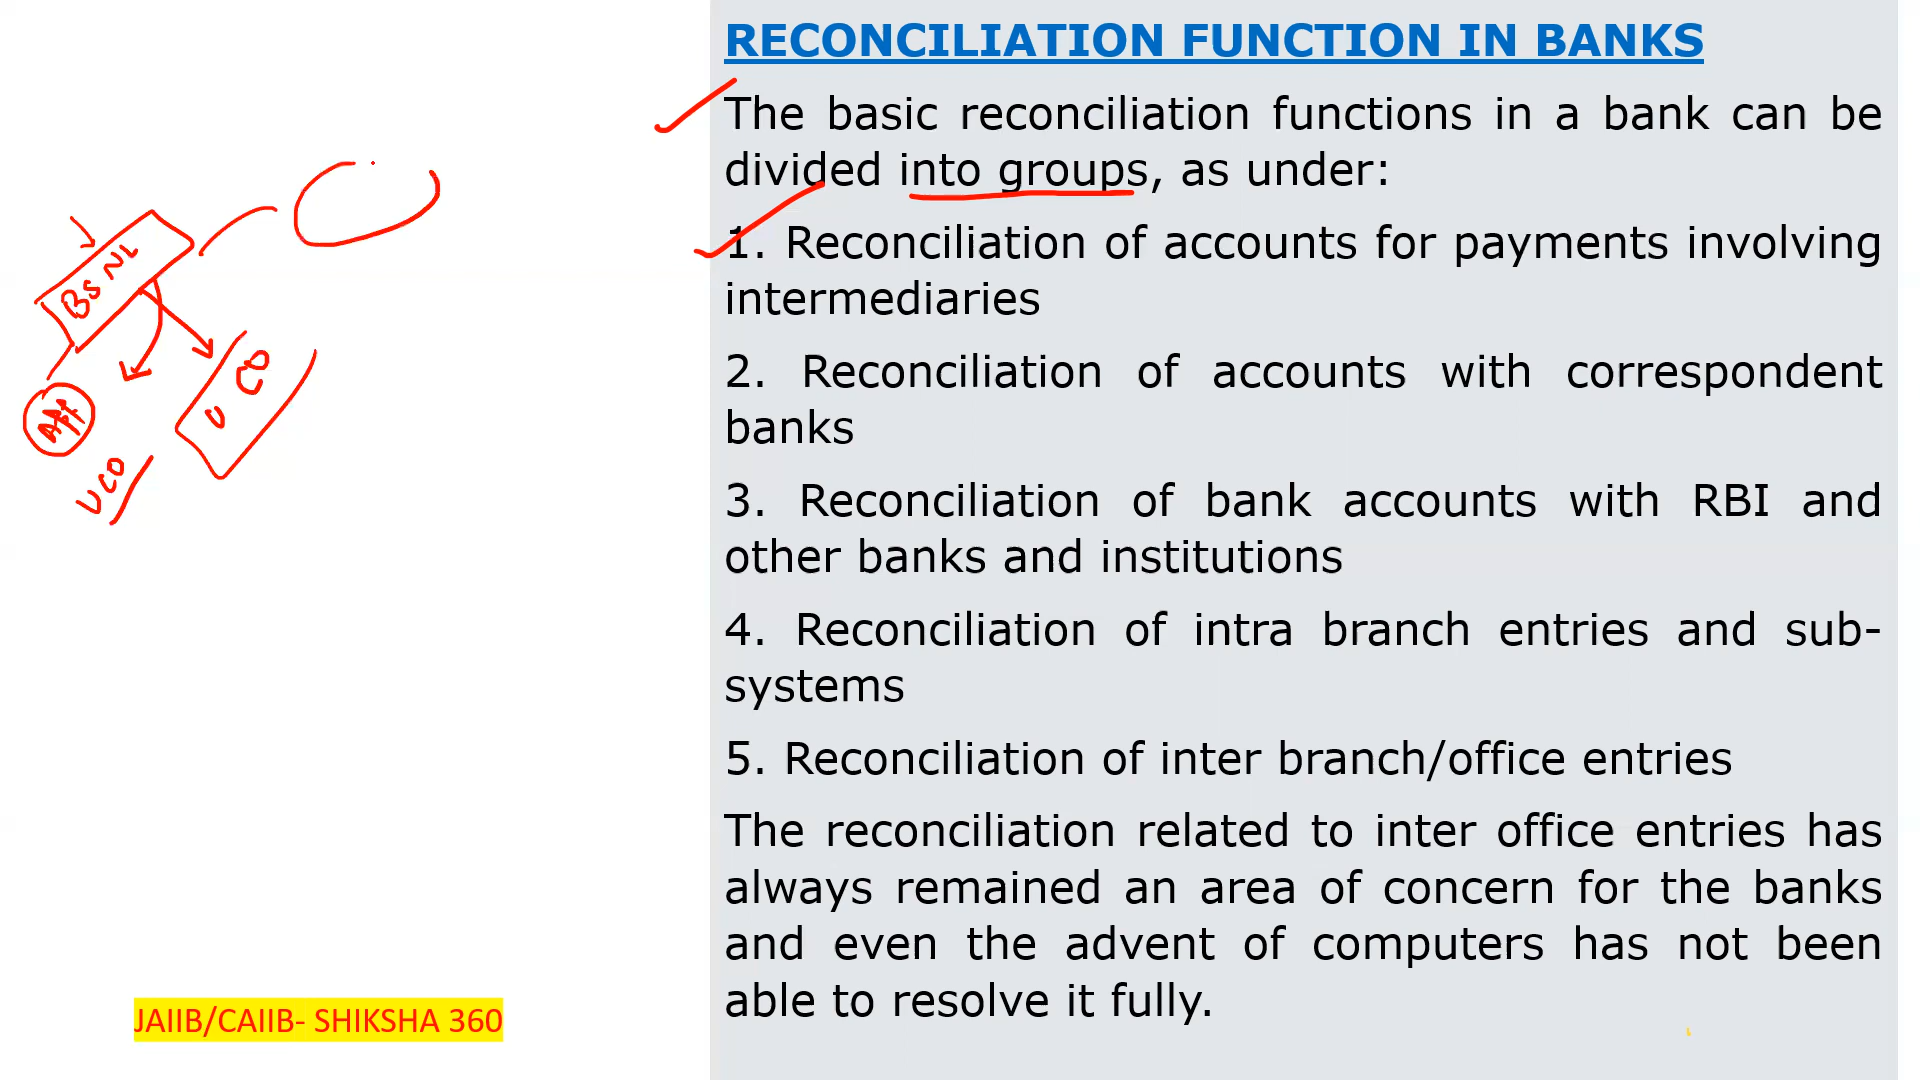 RECONCILIATION FUNCTION IN BANKS
The basic reconciliation functions in a bank can be
divided into groups, as under:
1. Reconciliation of accounts for payments involving
intermediaries
2. Reconciliation of accounts with correspondent
banks
3. Reconciliation of bank accounts with RBI and
other banks and institutions
4. Reconciliation of intra branch entries and sub-
systems
5. Reconciliation of inter branch/office entries
The reconciliation related to inter office entries has
always remained an area of concern for the banks
and even the advent of computers has not been
able to resolve it fully.
BSNL
UCO
UCO
JAIIB/CAIIB- SHIKSHA 360